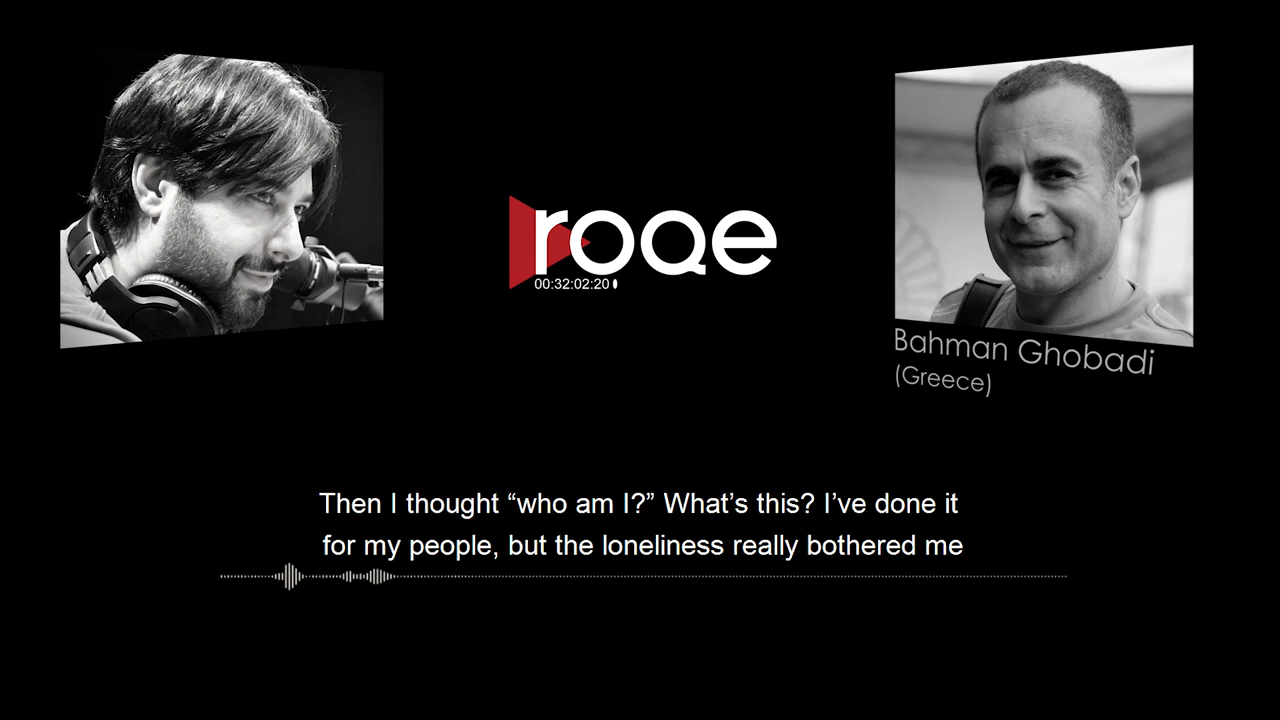 roqe
00:32:02:20
Bahman Ghobadi
(Greece)
Then I thought “who am I?” What’s this? I’ve done it
for my people, but the loneliness really bothered me